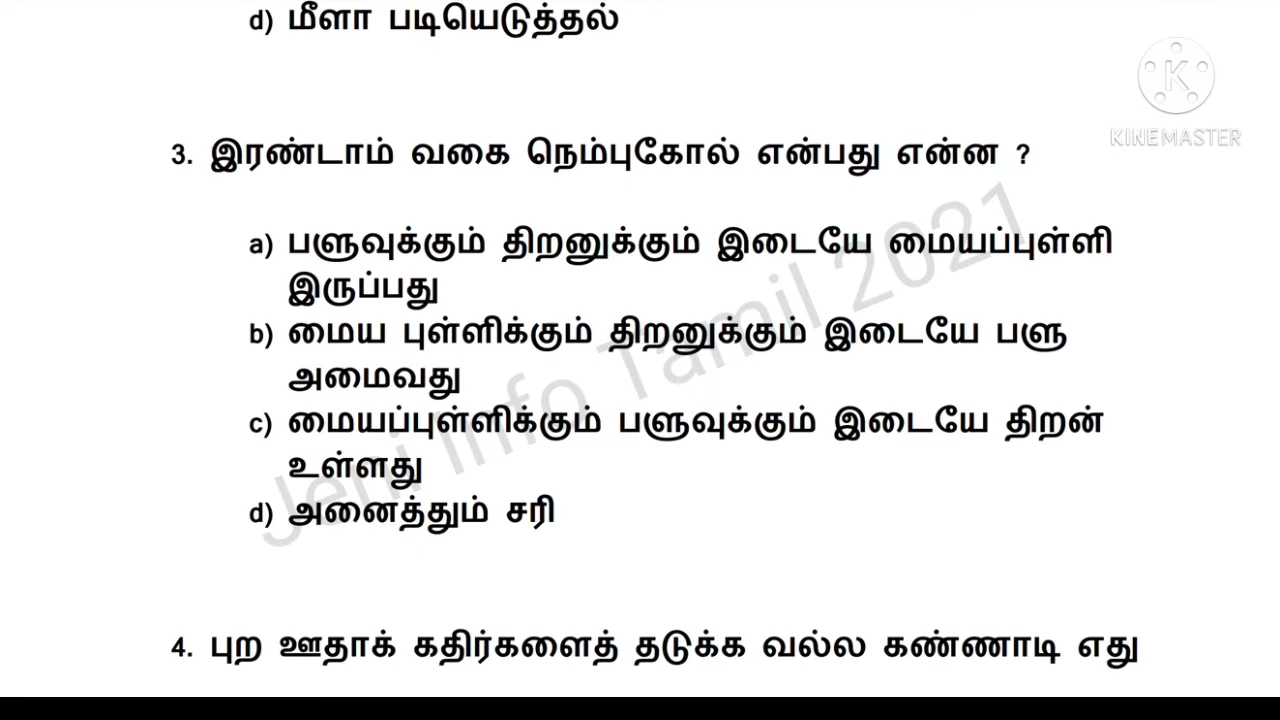 d) மீளா படியெடுத்தல்
KINEMASTER
3. இரண்டாம் வகை நெம்புகோல் என்பது என்ன ?
a) பளுவுக்கும் திறனுக்கும் இடையே மையப்புள்ளி
இருப்பது
b) மைய புள்ளிக்கும் திறனுக்கும் இடையே பளு
அமைவது
c) மையப்புள்ளிக்கும் பளுவுக்கும் இடையே திறன்
உள்ளது
d) அனைத்தும் சரி
Jeni Info Tamil 2021
4. புற ஊதாக் கதிர்களைத் தடுக்க வல்ல கண்ணாடி எது